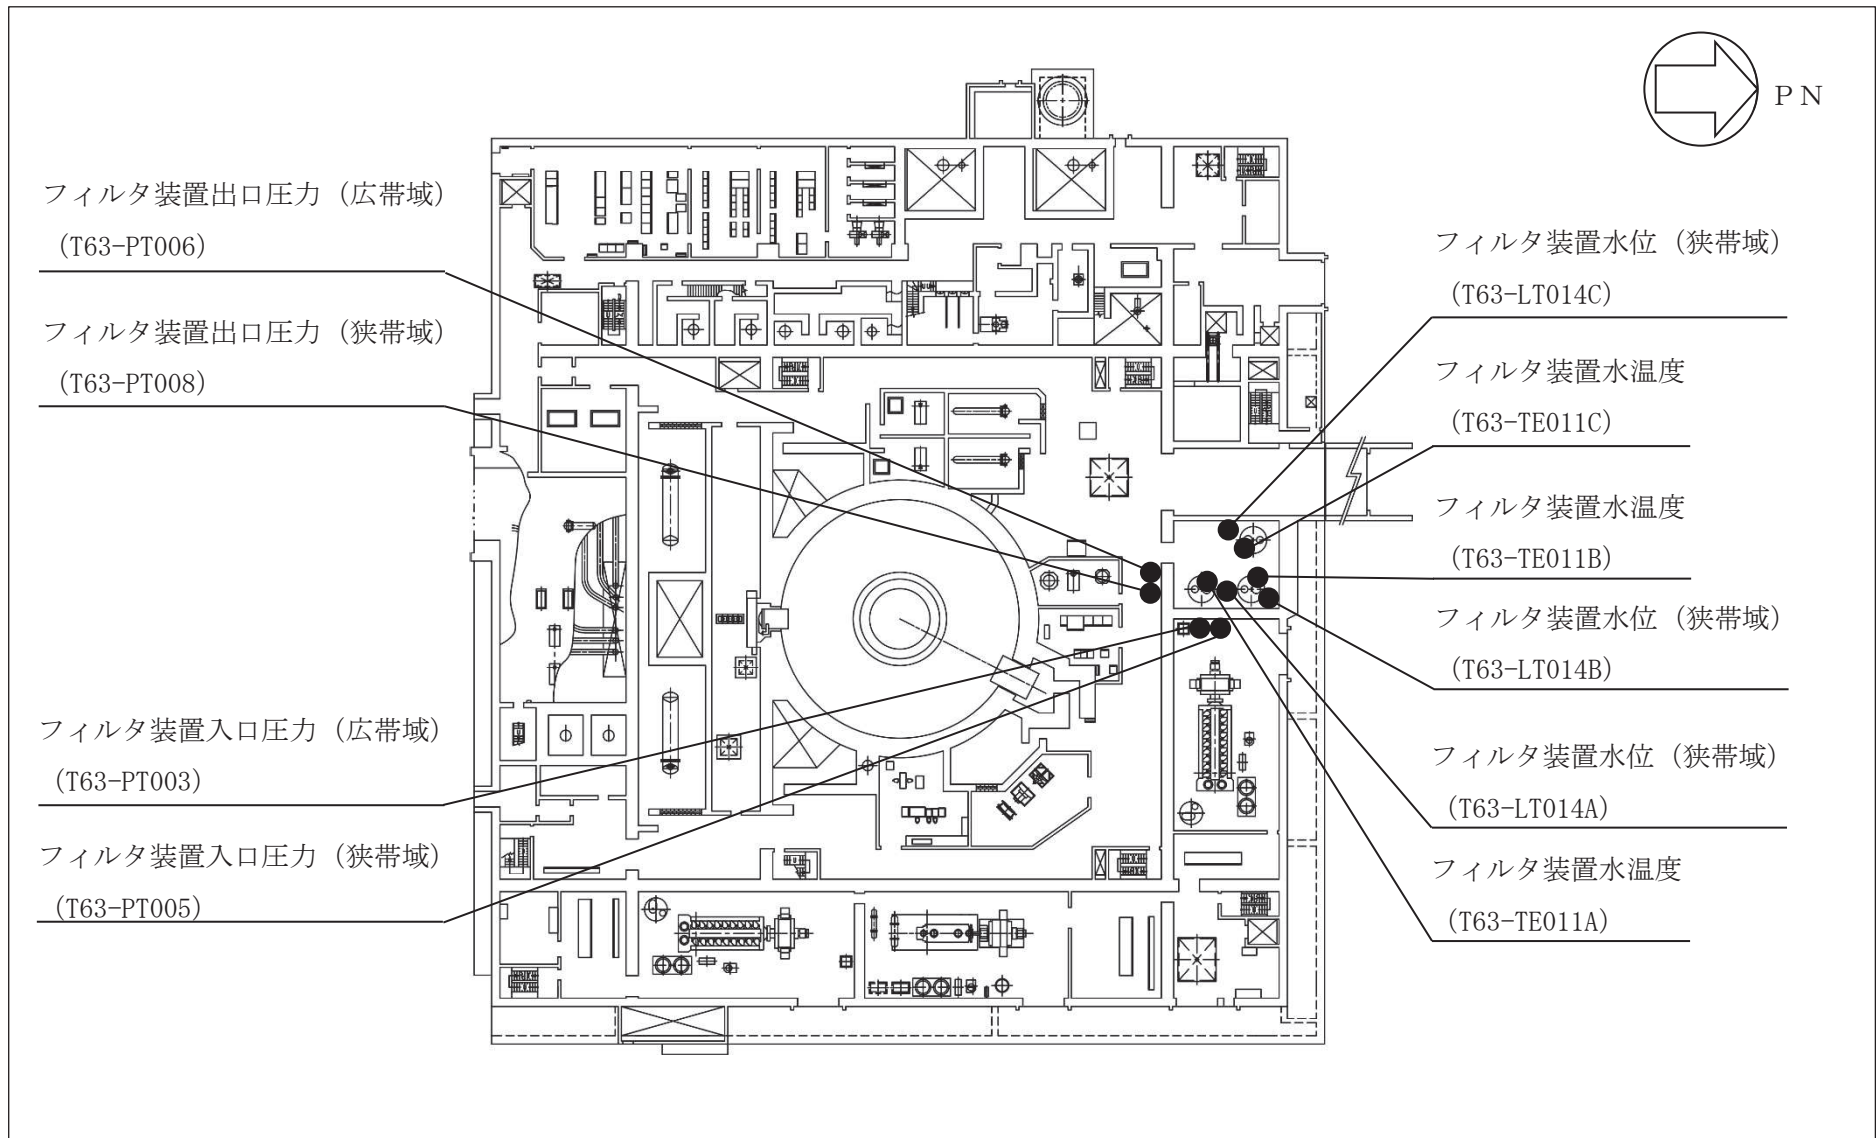 ＰＮ
フィルタ装置出口圧力（広帯域）
（T63-PT006）
フィルタ装置出口圧力（狭帯域）
（T63-PT008）
フィルタ装置入口圧力（広帯域）
（T63-PT003）
フィルタ装置入口圧力（狭帯域）
（T63-PT005）
フィルタ装置水位（狭帯域）
（T63-LT014C）
フィルタ装置水温度
（T63-TE011C）
フィルタ装置水温度
（T63-TE011B）
フィルタ装置水位（狭帯域）
（T63-LT014B）
フィルタ装置水位（狭帯域）
（T63-LT014A）
フィルタ装置水温度
（T63-TE011A）